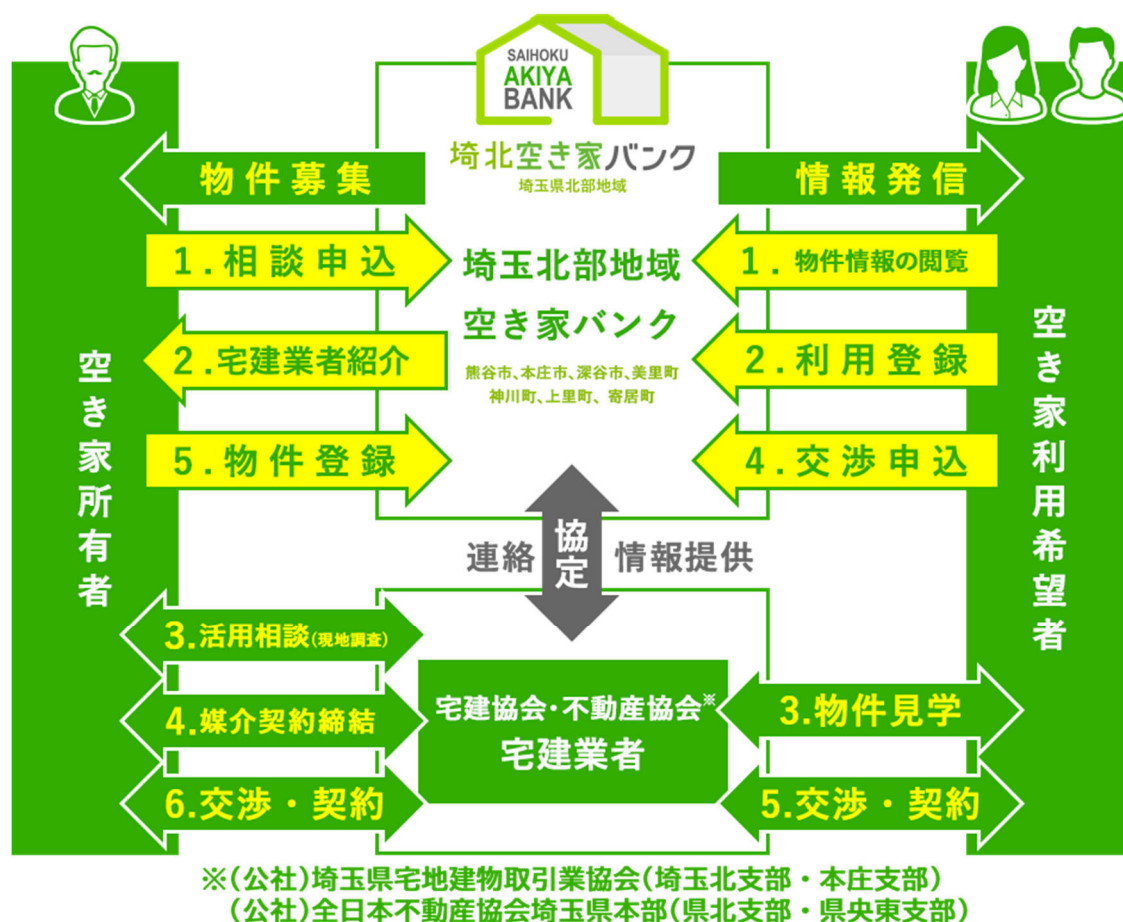 SAIHOKU
AKIYA
BANK
埼北空き家バンク
埼玉県北部地域
物件募集
情報発信
1.相談申込
埼玉北部地域
1.物件情報の閲覧
空き家バンク
2.宅建業者紹介
熊谷市、本庄市、深谷市、美里町
神川町、上里町、寄居町
2.利用登録
5.物件登録
4.交渉申込
空き家所有者
空き家利用希望者
連絡
協定
情報提供
3.活用相談(現地調査)
4.媒介契約締結
宅建協会・不動産協会※
宅建業者
3.物件見学
6.交渉・契約
5.交渉・契約
※(公社)埼玉県宅地建物取引業協会(埼玉北支部・本庄支部)
(公社)全日本不動産協会埼玉県本部(県北支部・県央東支部)